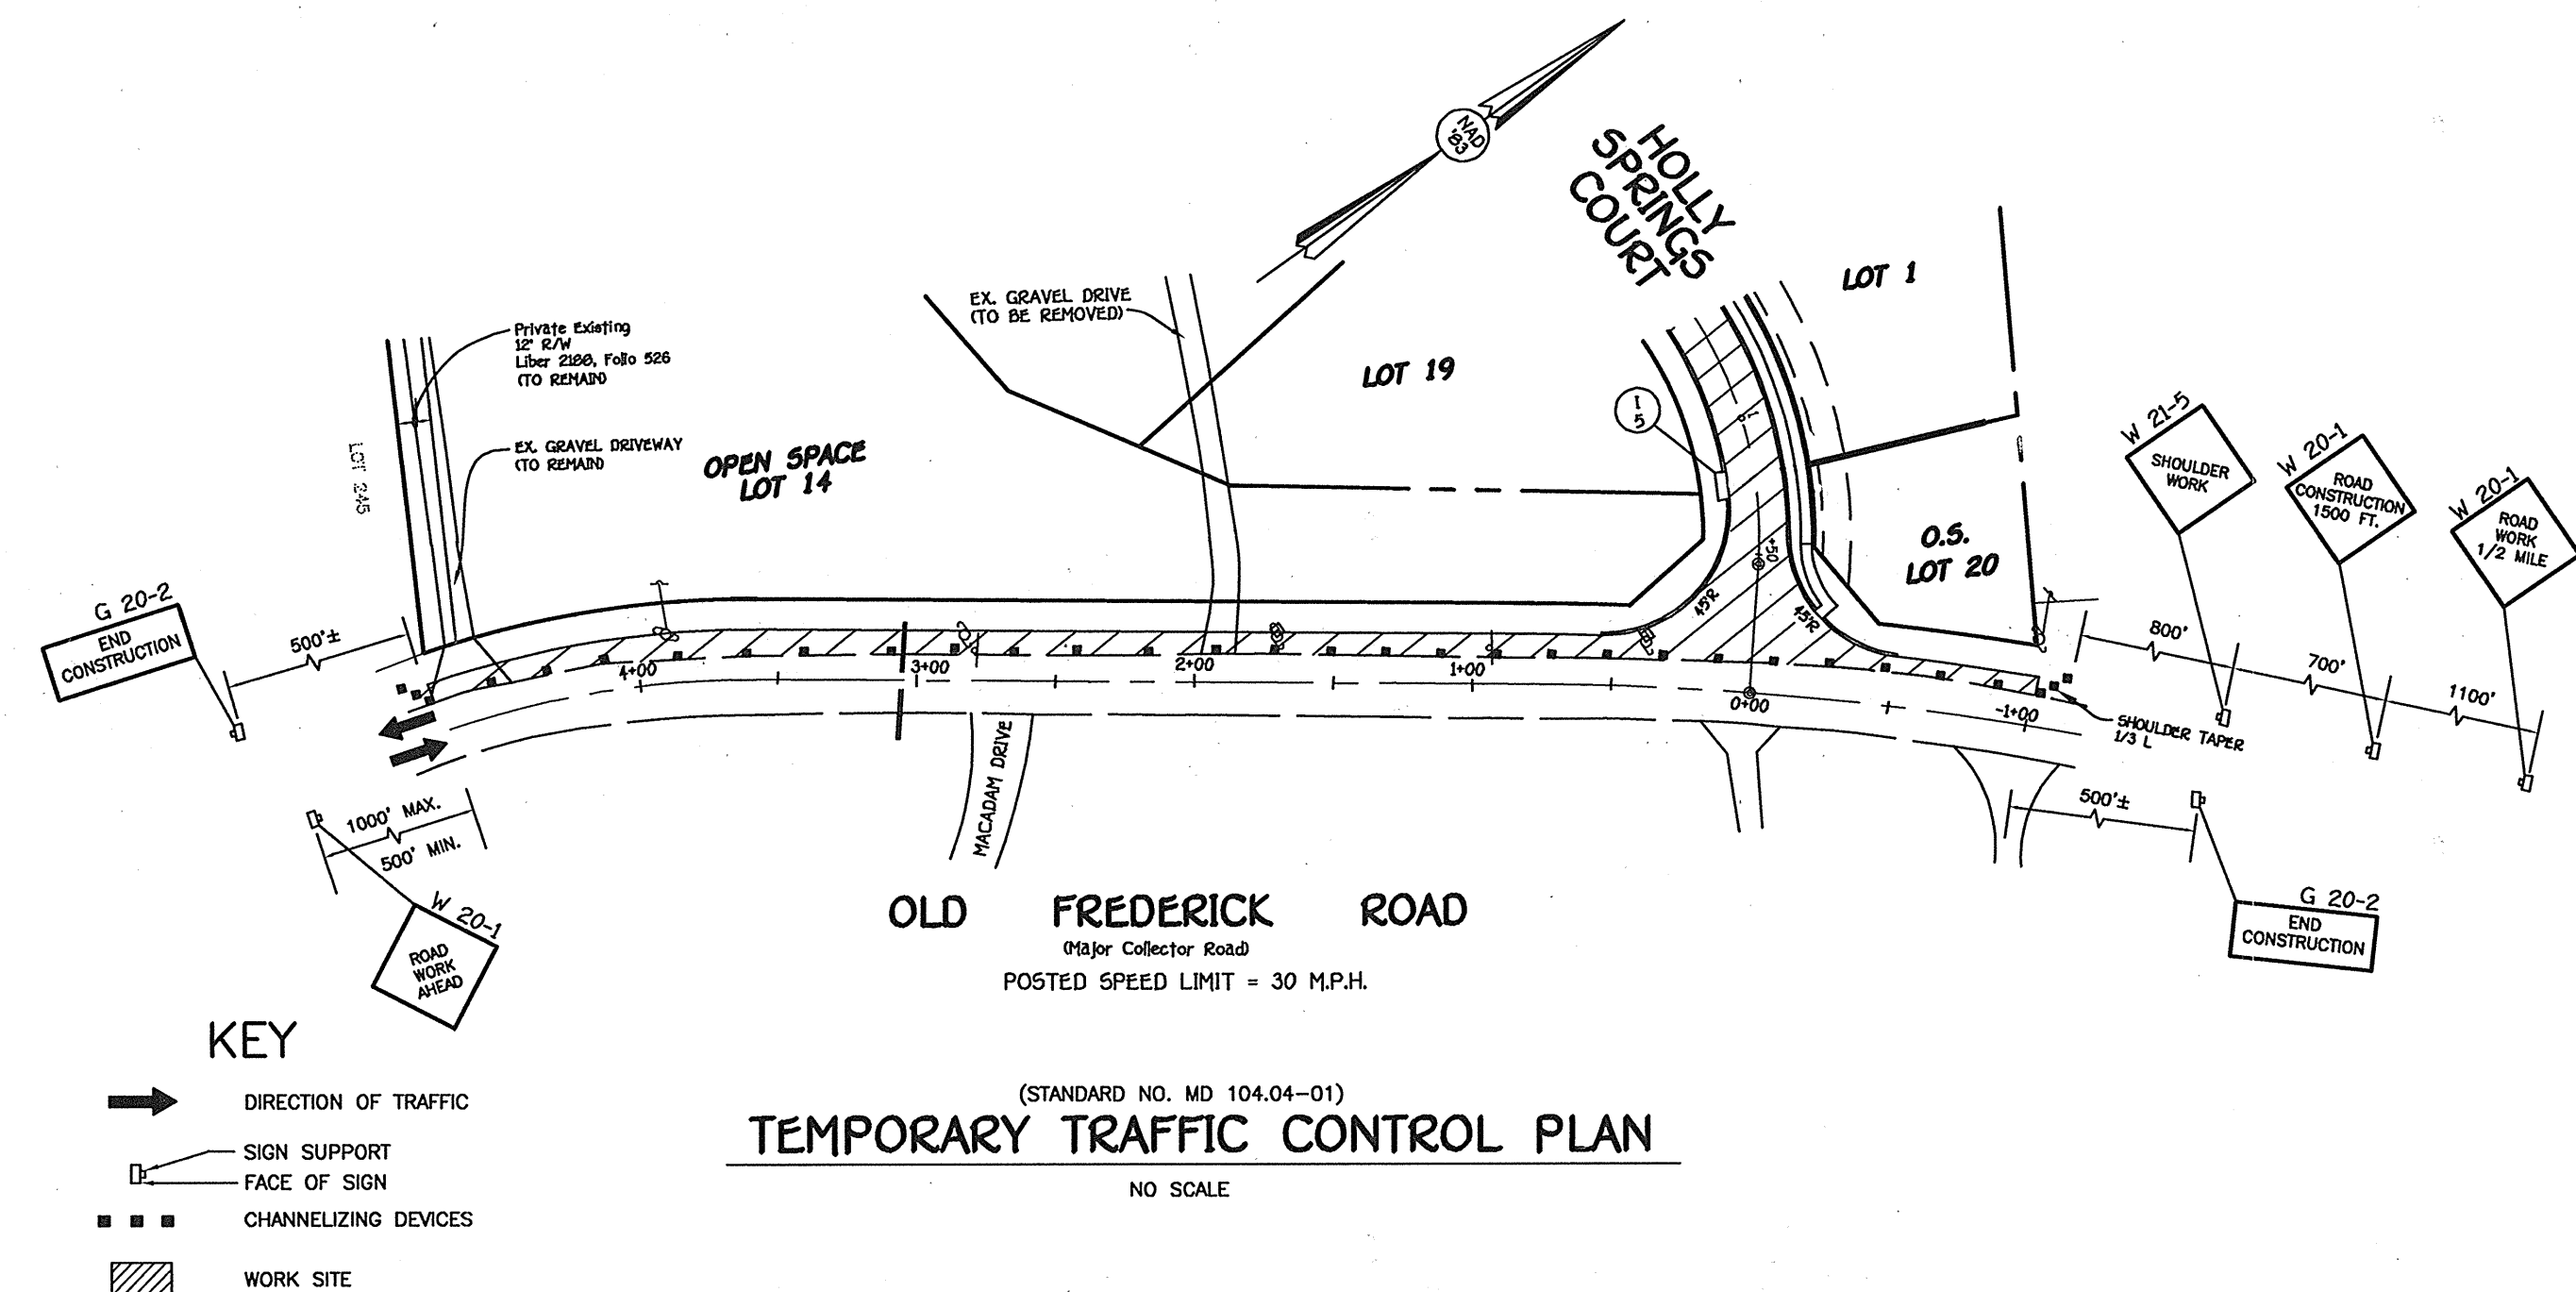 NAD
'83
HOLLY
SPRINGS
COURT
LOT 1
EX. GRAVEL DRIVE
(TO BE REMOVED)
Private Existing
12' R/W
Liber 2188, Folio 526
(TO REMAIN)
LOT 19
I
5
W 21-5
SHOULDER
WORK
W 20-1
ROAD
CONSTRUCTION
1500 FT.
W 20-1
ROAD
WORK
1/2 MILE
EX. GRAVEL DRIVEWAY
(TO REMAIN)
OPEN SPACE
LOT 14
O.S.
LOT 20
+50
45'R
45'R
G 20-2
END
CONSTRUCTION
500'±
4+00
3+00
2+00
1+00
0+00
-1+00
800'
700'
1100'
SHOULDER TAPER
1/3 L
MACADAM DRIVE
1000' MAX.
500' MIN.
500'±
W 20-1
ROAD
WORK
AHEAD
G 20-2
END
CONSTRUCTION
OLD FREDERICK ROAD
(Major Collector Road)
POSTED SPEED LIMIT = 30 M.P.H.
KEY
DIRECTION OF TRAFFIC
SIGN SUPPORT
FACE OF SIGN
CHANNELIZING DEVICES
WORK SITE
(STANDARD NO. MD 104.04-01)
TEMPORARY TRAFFIC CONTROL PLAN
NO SCALE